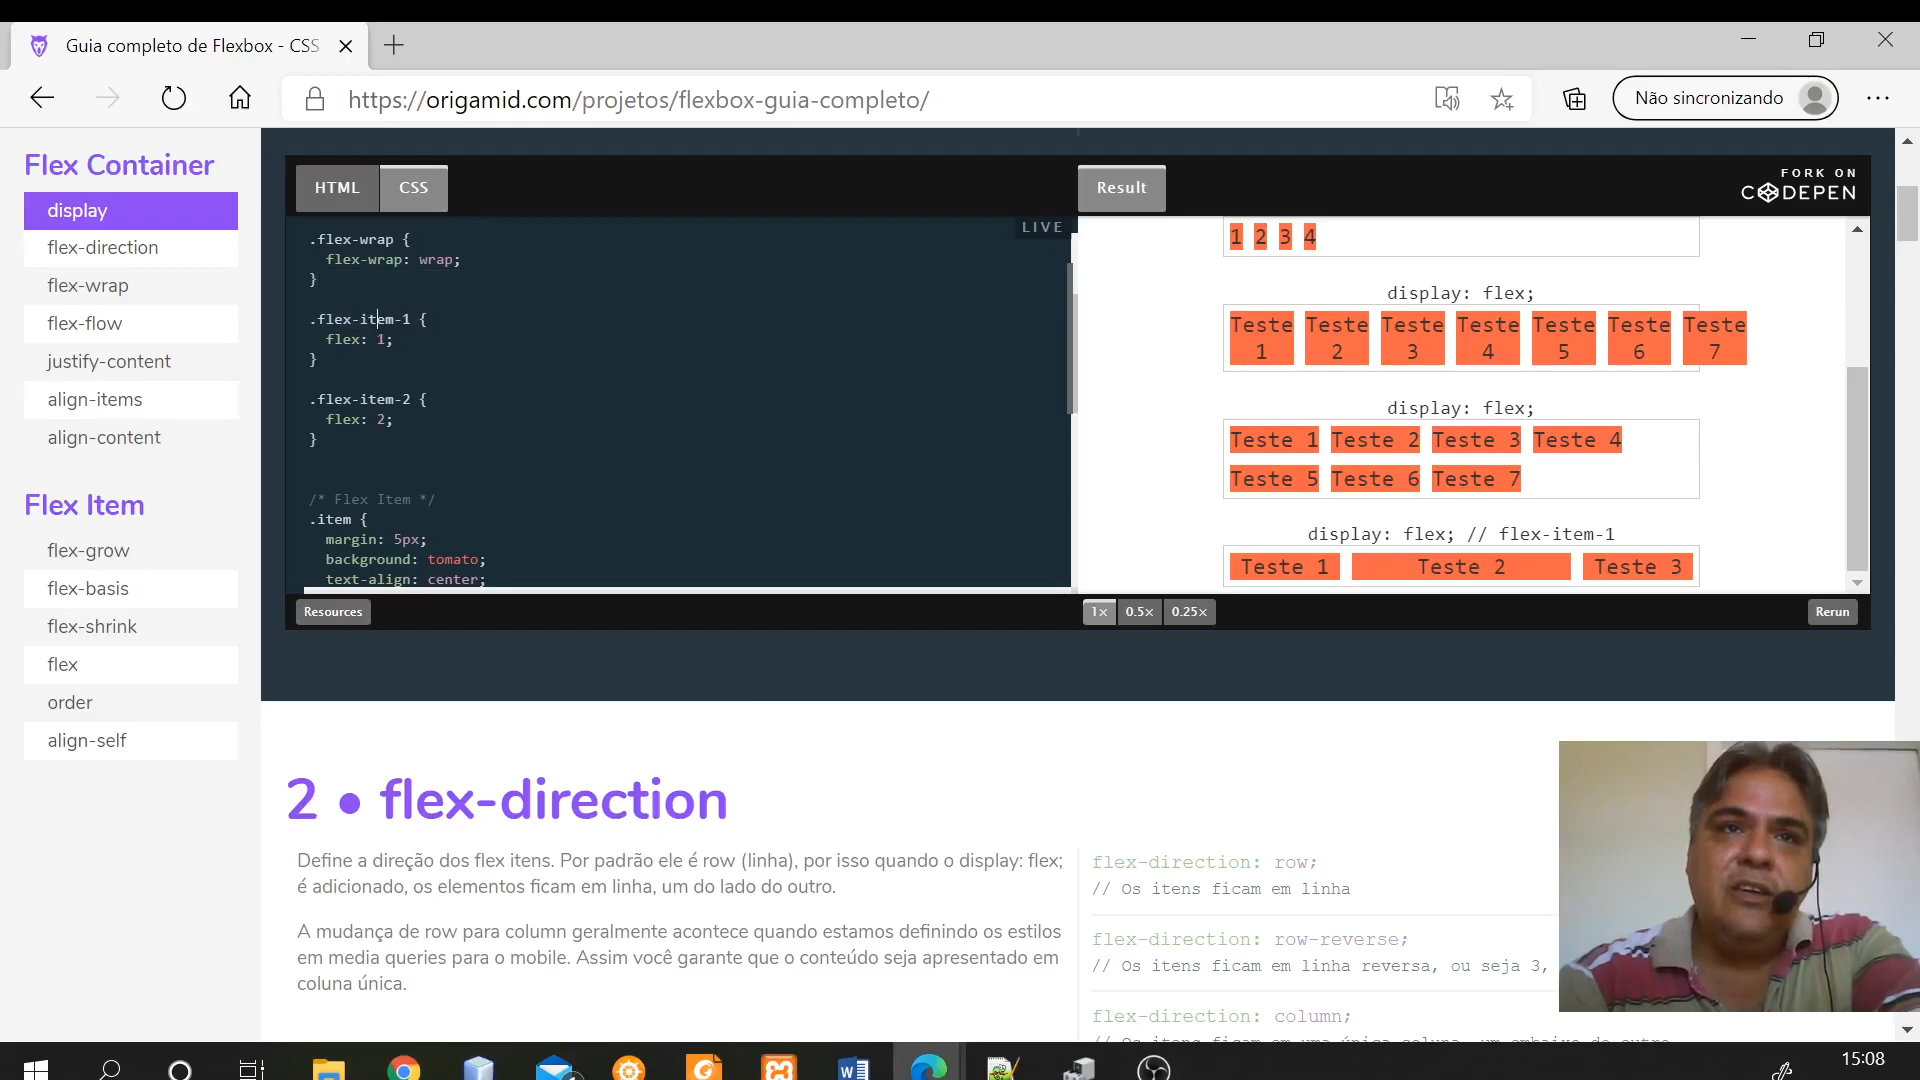 Guia completo de Flexbox - CSS
https://origamid.com/projetos/flexbox-guia-completo/
Não sincronizando
Flex Container
display
flex-direction
flex-wrap
flex-flow
justify-content
align-items
align-content
Flex Item
flex-grow
flex-basis
flex-shrink
flex
order
align-self
HTML
CSS
Result
FORK ON
CODEPEN
LIVE
.flex-wrap {
flex-wrap: wrap;
}
.flex-item-1 {
flex: 1;
}
.flex-item-2 {
flex: 2;
}
/* Flex Item */
.item {
margin: 5px;
background: tomato;
text-align: center;
1 2 3 4
display: flex;
Teste 1 Teste 2 Teste 3 Teste 4 Teste 5 Teste 6 Teste 7
display: flex;
Teste 1 Teste 2 Teste 3 Teste 4
Teste 5 Teste 6 Teste 7
display: flex; // flex-item-1
Teste 1 Teste 2 Teste 3
Resources
1× 0.5× 0.25×
Rerun
2 • flex-direction
Define a direção dos flex itens. Por padrão ele é row (linha), por isso quando o display: flex;
é adicionado, os elementos ficam em linha, um do lado do outro.
A mudança de row para column geralmente acontece quando estamos definindo os estilos
em media queries para o mobile. Assim você garante que o conteúdo seja apresentado em
coluna única.
flex-direction: row;
// Os itens ficam em linha
flex-direction: row-reverse;
// Os itens ficam em linha reversa, ou seja 3,
flex-direction: column;
// Os itens ficam em uma única coluna, um embaixo do outro
15:08